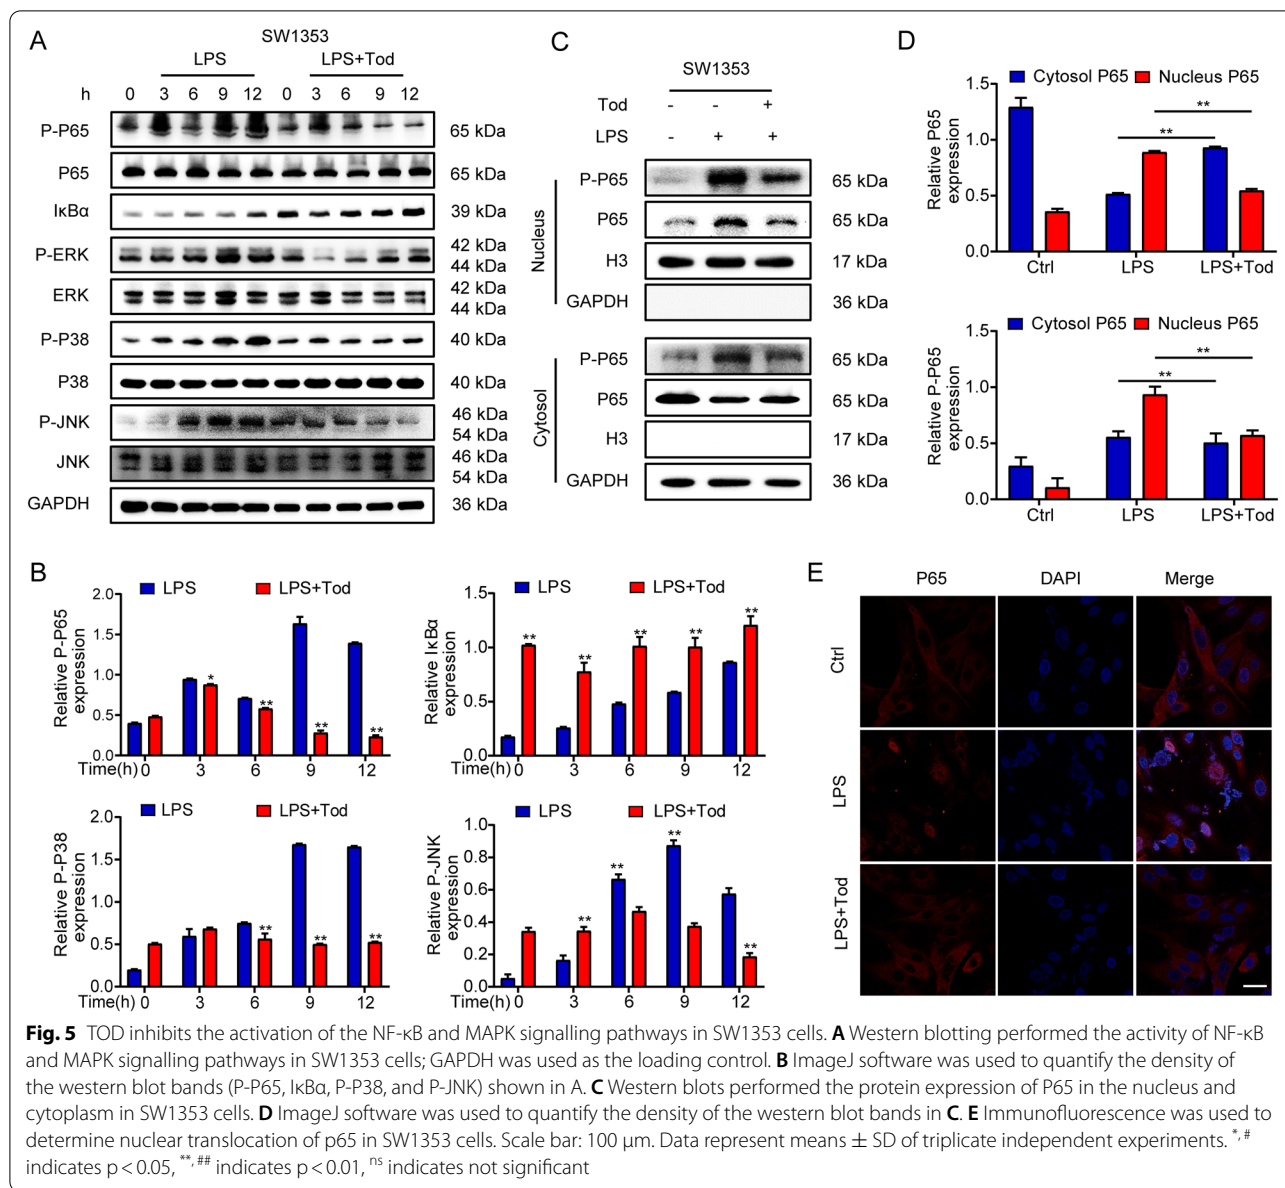 A
SW1353
LPS LPS+Tod
h 0 3 6 9 12 0 3 6 9 12
P-P65 65 kDa
P65 65 kDa
IκBα 39 kDa
P-ERK 42 kDa
44 kDa
ERK 42 kDa
44 kDa
P-P38 40 kDa
P38 40 kDa
P-JNK 46 kDa
54 kDa
JNK 46 kDa
54 kDa
GAPDH 36 kDa
C
SW1353
Tod - - +
LPS - + +
Nucleus
P-P65 65 kDa
P65 65 kDa
H3 17 kDa
GAPDH 36 kDa
Cytosol
P-P65 65 kDa
P65 65 kDa
H3 17 kDa
GAPDH 36 kDa
D
Cytosol P65 Nucleus P65
Relative P65
expression
1.5
1.0
0.5
0.0
** **
Ctrl LPS LPS+Tod
Cytosol P65 Nucleus P65
Relative P-P65
expression
1.5
1.0
0.5
0.0
** **
Ctrl LPS LPS+Tod
B
LPS LPS+Tod
Relative P-P65
expression
2.0
1.5
1.0
0.5
0.0
* ** ** **
Time(h) 0 3 6 9 12
LPS LPS+Tod
Relative IκBα
expression
1.5
1.0
0.5
0.0
** ** ** ** **
Time(h) 0 3 6 9 12
LPS LPS+Tod
Relative P-P38
expression
2.0
1.5
1.0
0.5
0.0
** ** **
Time(h) 0 3 6 9 12
LPS LPS+Tod
Relative P-JNK
expression
1.0
0.8
0.6
0.4
0.2
0.0
** ** ** **
Time(h) 0 3 6 9 12
E
P65 DAPI Merge
Ctrl
LPS
LPS+Tod
Fig. 5 TOD inhibits the activation of the NF-κB and MAPK signalling pathways in SW1353 cells. A Western blotting performed the activity of NF-κB
and MAPK signalling pathways in SW1353 cells; GAPDH was used as the loading control. B ImageJ software was used to quantify the density of
the western blot bands (P-P65, IκBα, P-P38, and P-JNK) shown in A. C Western blots performed the protein expression of P65 in the nucleus and
cytoplasm in SW1353 cells. D ImageJ software was used to quantify the density of the western blot bands in C. E Immunofluorescence was used to
determine nuclear translocation of p65 in SW1353 cells. Scale bar: 100 μm. Data represent means ± SD of triplicate independent experiments. *, #
indicates p < 0.05, **, ## indicates p < 0.01, ns indicates not significant